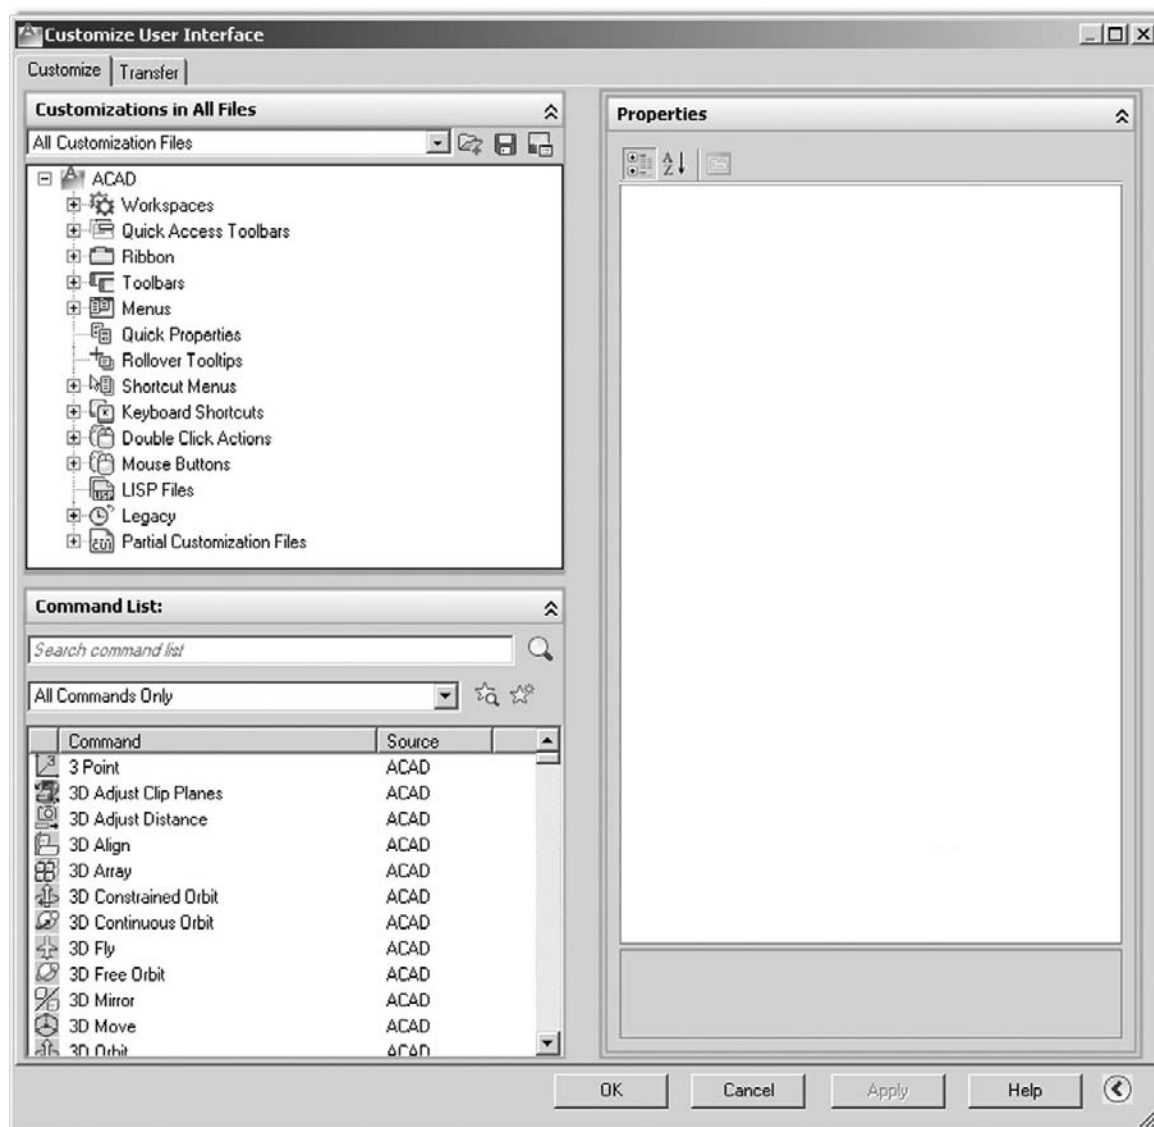 Customize User Interface
Customize Transfer
Customizations in All Files
All Customization Files
ACAD
Workspaces
Quick Access Toolbars
Ribbon
Toolbars
Menus
Quick Properties
Rollover Tooltips
Shortcut Menus
Keyboard Shortcuts
Double Click Actions
Mouse Buttons
LISP Files
Legacy
Partial Customization Files
Command List:
Search command list
All Commands Only
Command Source
3 Point ACAD
3D Adjust Clip Planes ACAD
3D Adjust Distance ACAD
3D Align ACAD
3D Array ACAD
3D Constrained Orbit ACAD
3D Continuous Orbit ACAD
3D Fly ACAD
3D Free Orbit ACAD
3D Mirror ACAD
3D Move ACAD
3D Orbit ACAD
Properties
OK Cancel Apply Help